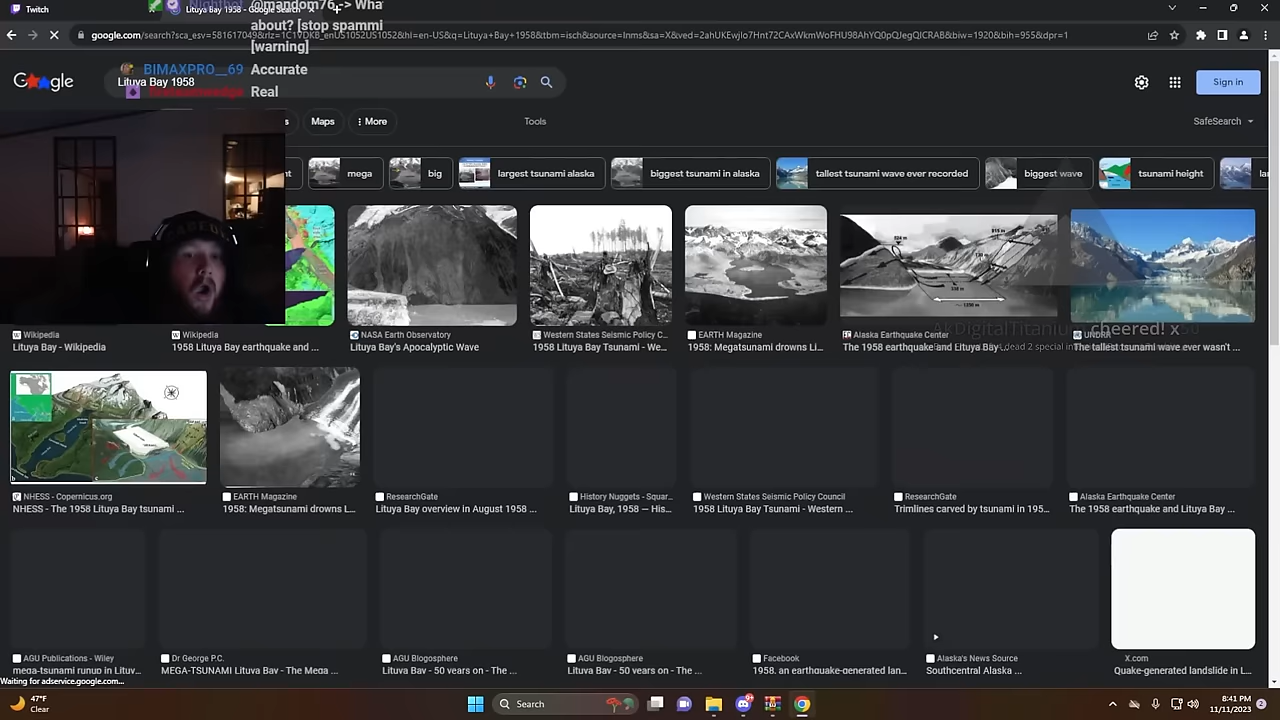 Twitch
Lituya Bay 1958 - Google Sear
Nightbot @mandom76 -> Wha
about? [stop spammi
[warning]
google.com/search?sca_esv=581617049&rlz=1C1VDKB_enUS1052US1052&hl=en-US&q=Lituya+Bay+1958&tbm=isch&source=lnms&sa=X&ved=
BIMAXPRO__69 Accurate
Real
Google
Lituya Bay 1958
Sign in
Maps
More
Tools
SafeSearch
mega
big
largest tsunami alaska
biggest tsunami in alaska
tallest tsunami wave ever recorded
biggest wave
tsunami height
Wikipedia
Lituya Bay - Wikipedia
Wikipedia
1958 Lituya Bay earthquake and ...
NASA Earth Observatory
Lituya Bay's Apocalyptic Wave
Western States Seismic Policy C...
1958 Lituya Bay Tsunami - We...
EARTH Magazine
1958: Megatsunami drowns Li...
Alaska Earthquake Center
The 1958 earthquake and Lituya Bay
UNDRR
The tallest tsunami wave ever wasn't ...
AkDigitalTitanium cheered! x50
NHESS - Copernicus.org
NHESS - The 1958 Lituya Bay tsunami ...
EARTH Magazine
1958: Megatsunami drowns L...
ResearchGate
Lituya Bay overview in August 1958 ...
History Nuggets - Squar...
Lituya Bay, 1958 — His...
Western States Seismic Policy Council
1958 Lituya Bay Tsunami - Western ...
ResearchGate
Trimlines carved by tsunami in 195...
Alaska Earthquake Center
The 1958 earthquake and Lituya Bay ...
AGU Publications - Wiley
mega-tsunami runup in Lituy...
Dr George P.C.
MEGA-TSUNAMI Lituya Bay - The Mega ...
AGU Blogosphere
Lituya Bay - 50 years on - The ...
AGU Blogosphere
Lituya Bay - 50 years on - The ...
Facebook
1958, an earthquake-generated lan...
Alaska's News Source
Southcentral Alaska ...
X.com
Quake-generated landslide in L...
Waiting for adservice.google.com...
47°F
Clear
Search
8:41 PM
11/11/2023